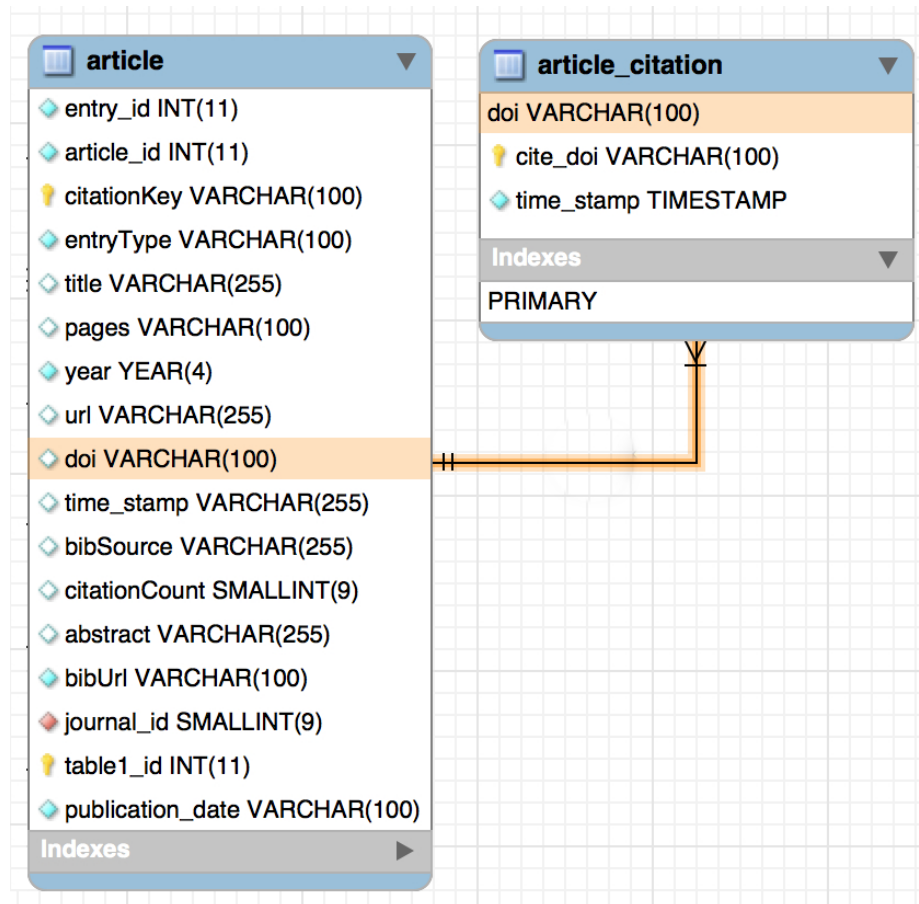 article
entry_id INT(11)
article_id INT(11)
citationKey VARCHAR(100)
entryType VARCHAR(100)
title VARCHAR(255)
pages VARCHAR(100)
year YEAR(4)
url VARCHAR(255)
doi VARCHAR(100)
time_stamp VARCHAR(255)
bibSource VARCHAR(255)
citationCount SMALLINT(9)
abstract VARCHAR(255)
bibUrl VARCHAR(100)
journal_id SMALLINT(9)
table1_id INT(11)
publication_date VARCHAR(100)
Indexes
article_citation
doi VARCHAR(100)
cite_doi VARCHAR(100)
time_stamp TIMESTAMP
Indexes
PRIMARY